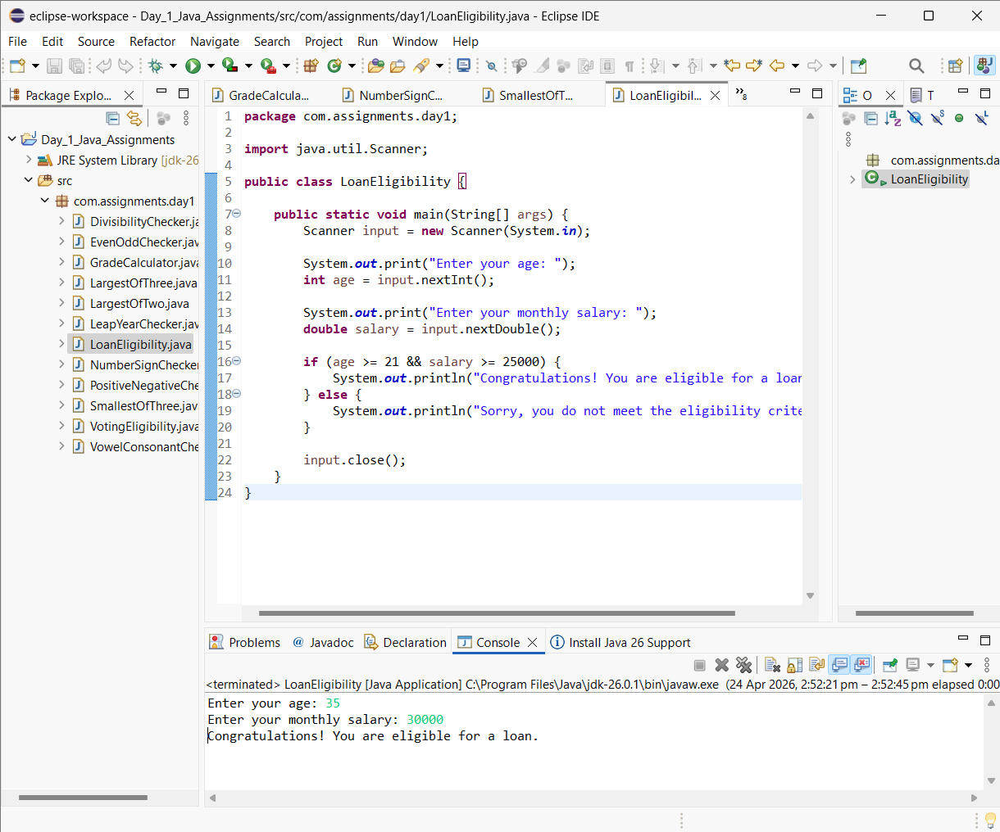 eclipse-workspace - Day_1_Java_Assignments/src/com/assignments/day1/LoanEligibility.java - Eclipse IDE
File Edit Source Refactor Navigate Search Project Run Window Help
Package Explo...
GradeCalcula...
NumberSignC...
SmallestOfT...
LoanEligibil...
»8
O
T
Day_1_Java_Assignments
JRE System Library [jdk-26
src
com.assignments.day1
DivisibilityChecker.ja
EvenOddChecker.jav
GradeCalculator.java
LargestOfThree.java
LargestOfTwo.java
LeapYearChecker.jav
LoanEligibility.java
NumberSignChecker
PositiveNegativeChe
SmallestOfThree.jav
VotingEligibility.java
VowelConsonantChe
1 package com.assignments.day1;
2
3 import java.util.Scanner;
4
5 public class LoanEligibility {
6
7     public static void main(String[] args) {
8         Scanner input = new Scanner(System.in);
9
10         System.out.print("Enter your age: ");
11         int age = input.nextInt();
12
13         System.out.print("Enter your monthly salary: ");
14         double salary = input.nextDouble();
15
16         if (age >= 21 && salary >= 25000) {
17             System.out.println("Congratulations! You are eligible for a loan
18         } else {
19             System.out.println("Sorry, you do not meet the eligibility crite
20         }
21
22         input.close();
23     }
24 }
com.assignments.da
LoanEligibility
Problems @ Javadoc Declaration Console Install Java 26 Support
<terminated> LoanEligibility [Java Application] C:\Program Files\Java\jdk-26.0.1\bin\javaw.exe (24 Apr 2026, 2:52:21 pm – 2:52:45 pm elapsed 0:00
Enter your age: 35
Enter your monthly salary: 30000
Congratulations! You are eligible for a loan.